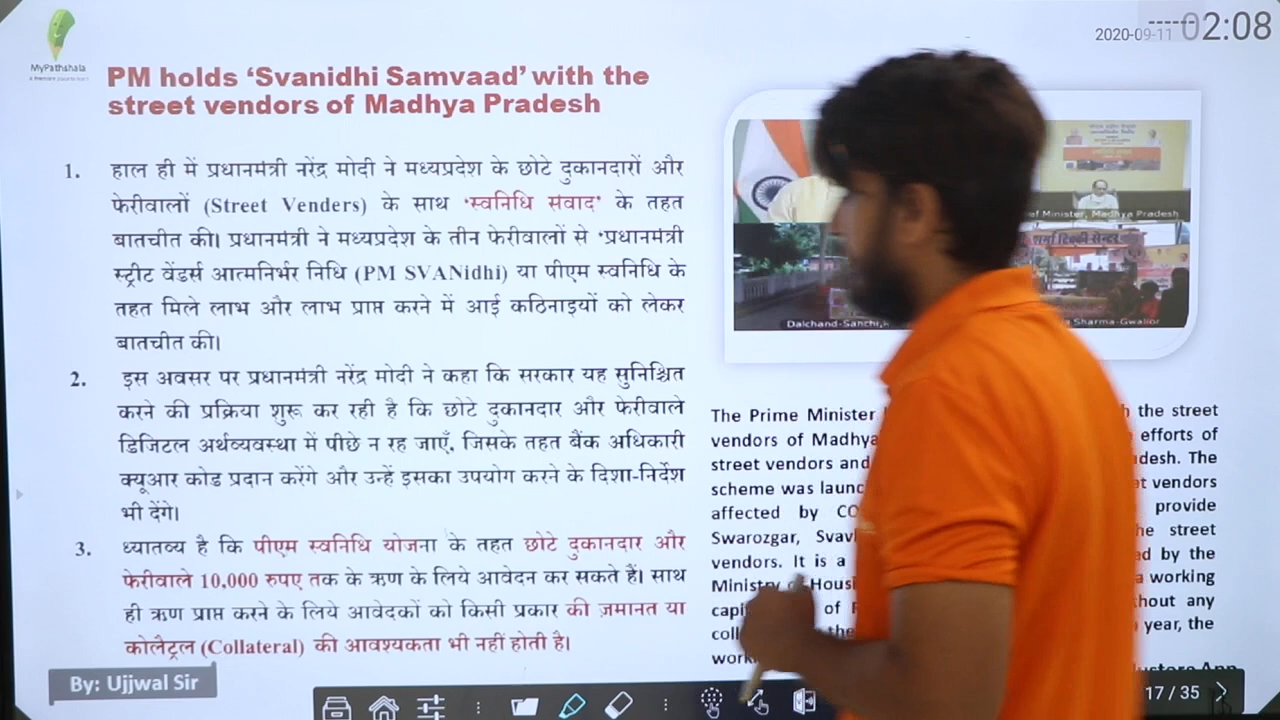 MyPathshala
2020-09-11 02:08
PM holds ‘Svanidhi Samvaad’ with the
street vendors of Madhya Pradesh
1. हाल ही में प्रधानमंत्री नरेंद्र मोदी ने मध्यप्रदेश के छोटे दुकानदारों और
फेरीवालों (Street Venders) के साथ ‘स्वनिधि संवाद’ के तहत
बातचीत की। प्रधानमंत्री ने मध्यप्रदेश के तीन फेरीवालों से ‘प्रधानमंत्री
स्ट्रीट वेंडर्स आत्मनिर्भर निधि (PM SVANidhi) या पीएम स्वनिधि के
तहत मिले लाभ और लाभ प्राप्त करने में आई कठिनाइयों को लेकर
बातचीत की।
2. इस अवसर पर प्रधानमंत्री नरेंद्र मोदी ने कहा कि सरकार यह सुनिश्चित
करने की प्रक्रिया शुरू कर रही है कि छोटे दुकानदार और फेरीवाले
डिजिटल अर्थव्यवस्था में पीछे न रह जाएँ, जिसके तहत बैंक अधिकारी
क्यूआर कोड प्रदान करेंगे और उन्हें इसका उपयोग करने के दिशा-निर्देश
भी देंगे।
3. ध्यातव्य है कि पीएम स्वनिधि योजना के तहत छोटे दुकानदार और
फेरीवाले 10,000 रुपए तक के ऋण के लिये आवेदन कर सकते हैं। साथ
ही ऋण प्राप्त करने के लिये आवेदकों को किसी प्रकार की ज़मानत या
कोलैट्रल (Collateral) की आवश्यकता भी नहीं होती है।
By: Ujjwal Sir
Minister, Madhya Pradesh
Dalchand-Sanchi,
Sharma-Gwalior
The Prime Minister the street
vendors of Madhya efforts of
street vendors and The
scheme was vendors
affected by provide
Swarozgar, street
vendors. It is a by the
Ministry working
of any
the year, the
17 / 35